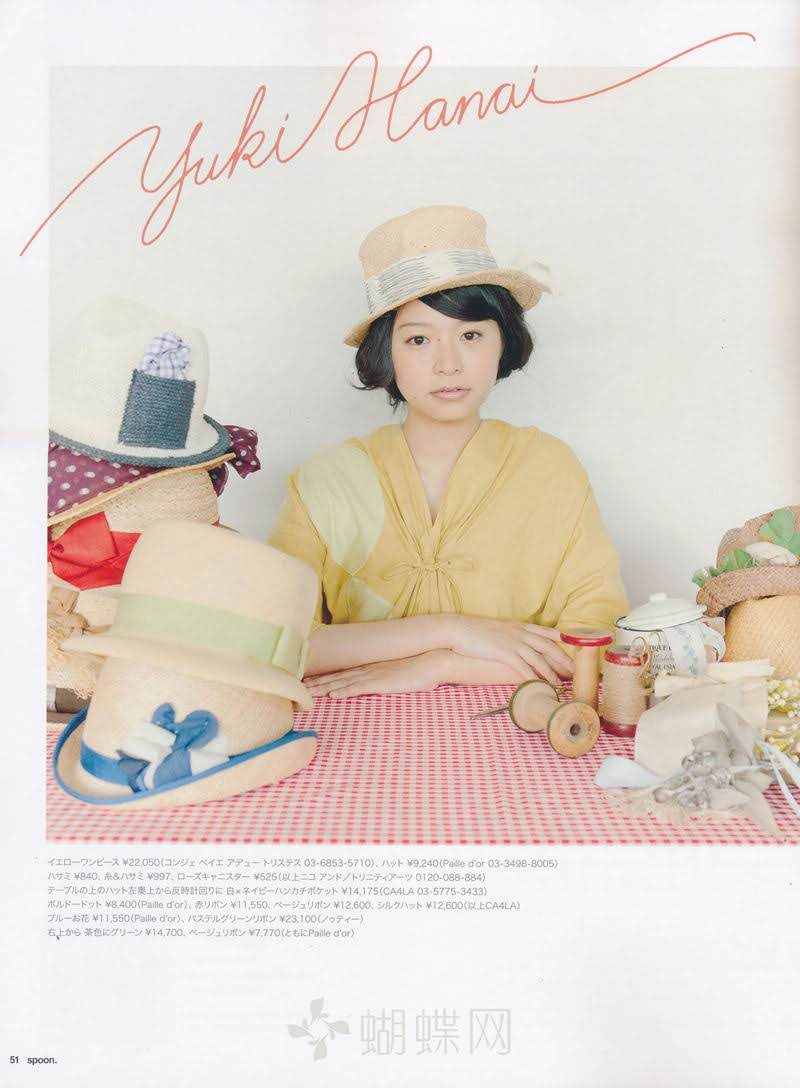 Yuki Hanai
TRIQUE
イエローワンピース ¥22,050（コンジェ ペイエ アデュー トリステス 03-6853-5710）、ハット ¥9,240（Paille d'or 03-3498-8005）
ハサミ ¥840、糸&ハサミ ¥997、ローズキャニスター ¥525（以上ニコ アンド／トリニティアーツ 0120-088-884）
テーブルの上のハット左奥上から反時計回りに 白×ネイビーハンカチポケット ¥14,175（CA4LA 03-5775-3433）
ボルドードット ¥8,400（Paille d'or）、赤リボン ¥11,550、ベージュリボン ¥12,600、シルクハット ¥12,600（以上CA4LA）
ブルーお花 ¥11,550（Paille d'or）、パステルグリーンリボン ¥23,100（ノッティー）
右上から 茶色にグリーン ¥14,700、ベージュリボン ¥7,770（ともにPaille d'or）
蝴蝶网
51 spoon.